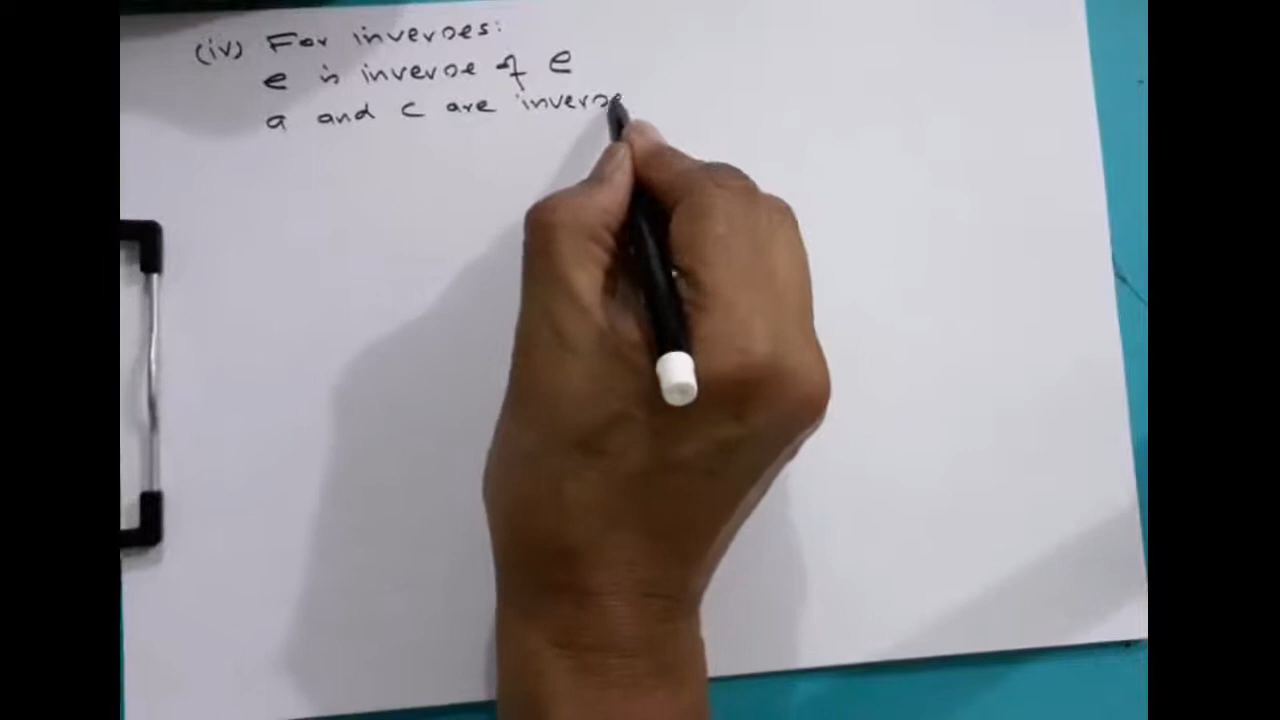 (iv) For inverses:
e is inverse of e
a and c are inverse